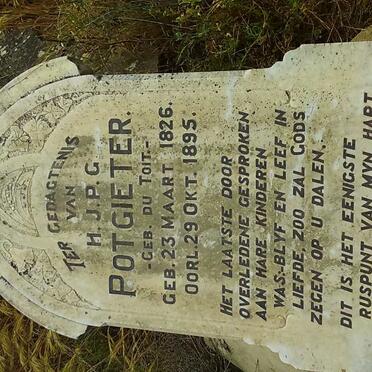 TER
GEDAGTENIS
VAN
H.J.P.G.
POTGIETER.
-GEB. DU TOIT.-
GEB. 23 MAART 1826.
OORL. 29 OKT. 1895.
HET LAATSTE DOOR
OVERLEDENE GESPROKEN
AAN HARE KINDEREN
WAS-BLYF EN LEEF IN
LIEFDE, ZOO ZAL GODS
ZEGEN OP U DALEN.
DIT IS HET EENIGSTE
RUSPUNT VAN MYN HART